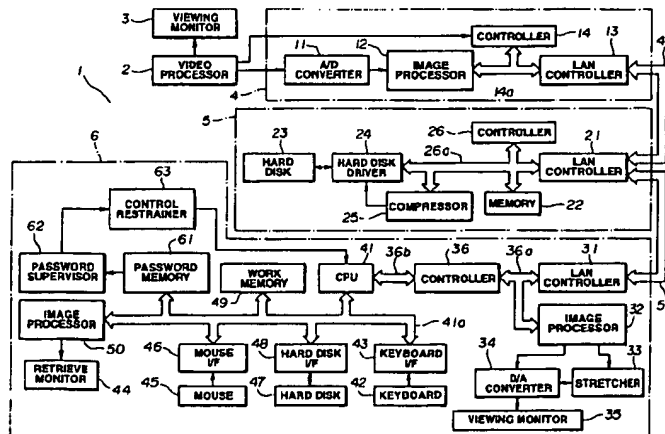 3
VIEWING MONITOR
1
2
VIDEO PROCESSOR
4
11
A/D CONVERTER
12
IMAGE PROCESSOR
CONTROLLER
14
14a
13
LAN CONTROLLER
5
23
HARD DISK
24
HARD DISK DRIVER
25
COMPRESSOR
26
CONTROLLER
26a
MEMORY
22
21
LAN CONTROLLER
6
63
CONTROL RESTRAINER
62
PASSWORD SUPERVISOR
61
PASSWORD MEMORY
49
WORK MEMORY
41
CPU
36b
36
CONTROLLER
36a
31
LAN CONTROLLER
IMAGE PROCESSOR
50
44
RETRIEVE MONITOR
46
MOUSE I/F
45
MOUSE
48
HARD DISK I/F
47
HARD DISK
43
KEYBOARD I/F
42
KEYBOARD
41a
IMAGE PROCESSOR
32
34
D/A CONVERTER
33
STRETCHER
VIEWING MONITOR
35